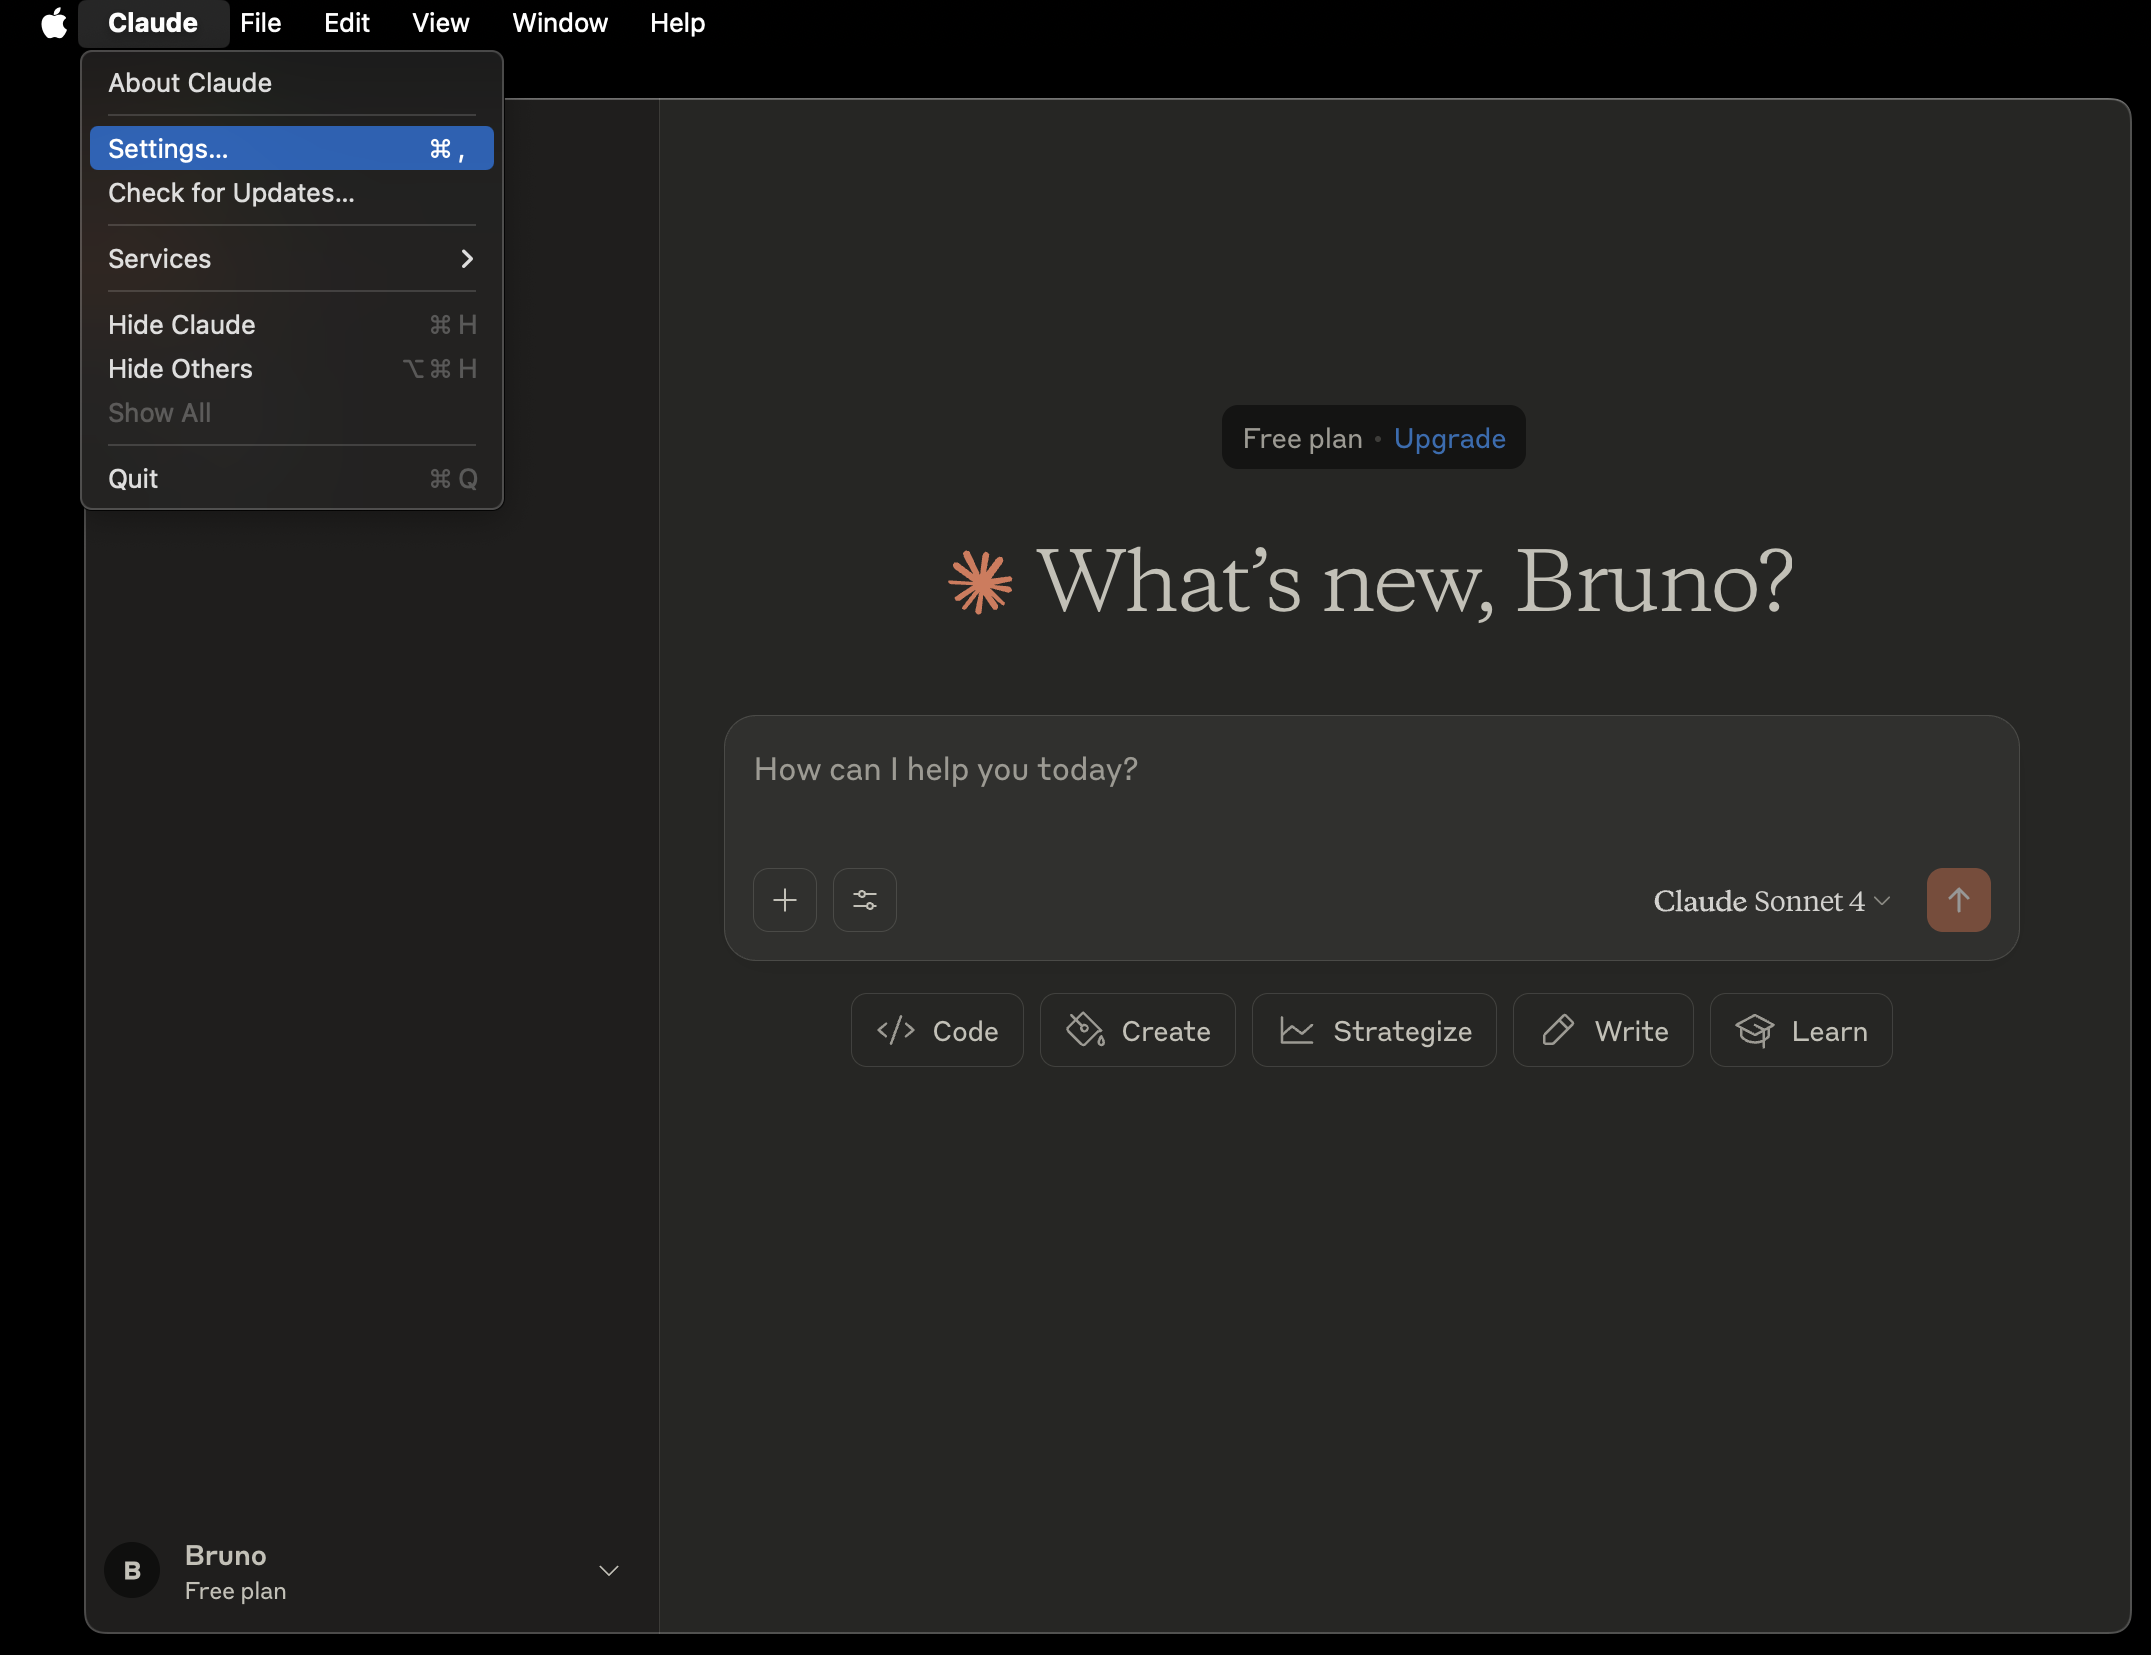 Claude File Edit View Window Help
About Claude
Settings... ⌘ ,
Check for Updates...
Services
Hide Claude ⌘ H
Hide Others ⌥ ⌘ H
Show All
Quit ⌘ Q
Free plan • Upgrade
What's new, Bruno?
How can I help you today?
Claude Sonnet 4
Code Create Strategize Write Learn
B
Bruno
Free plan